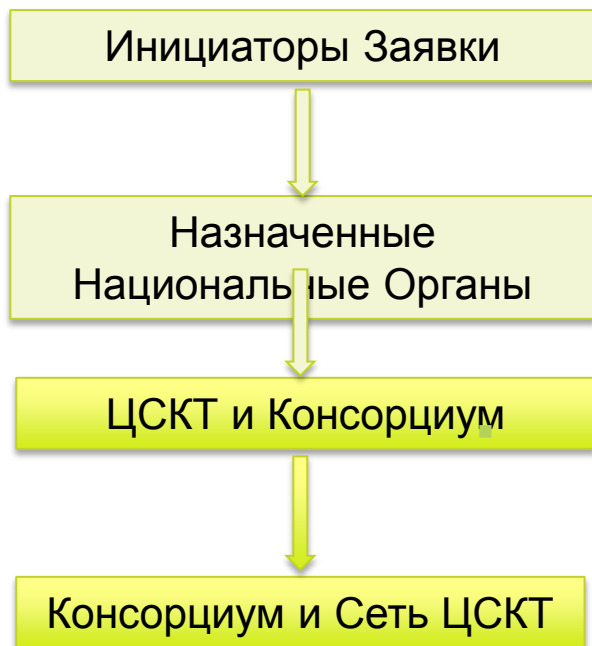 Инициаторы Заявки
Назначенные
Национальные Органы
ЦСКТ и Консорциум
Консорциум и Сеть ЦСКТ